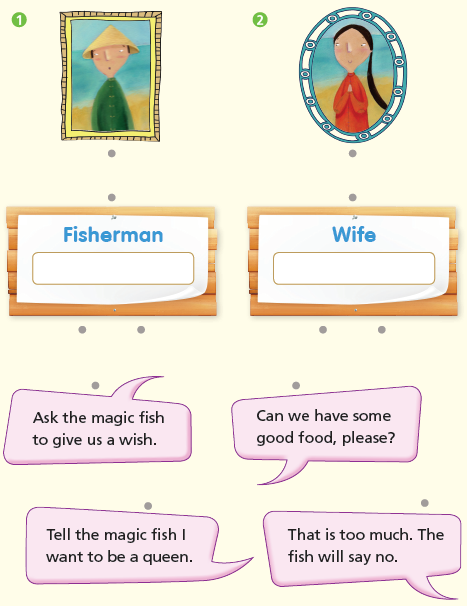 1
2
Fisherman
Wife
Ask the magic fish
to give us a wish.
Can we have some
good food, please?
Tell the magic fish I
want to be a queen.
That is too much. The
fish will say no.